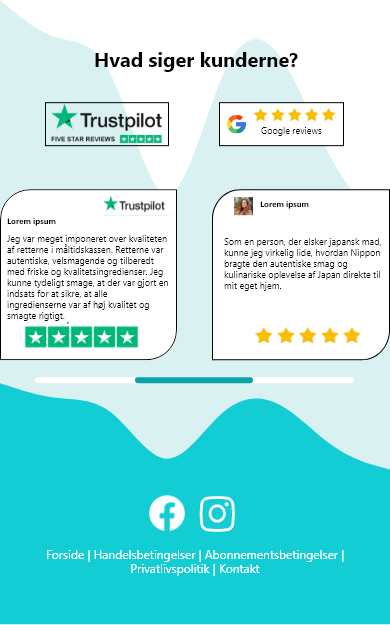 Hvad siger kunderne?
Trustpilot
FIVE STAR REVIEWS
Google reviews
Trustpilot
Lorem ipsum
Jeg var meget imponeret over kvaliteten
af retterne i måltidskassen. Retterne var
autentiske, velsmagende og tilberedt
med friske og kvalitetsingredienser. Jeg
kunne tydeligt smage, at der var gjort en
indsats for at sikre, at alle
ingredienserne var af høj kvalitet og
smagte rigtigt.
Lorem ipsum
Som en person, der elsker japansk mad,
kunne jeg virkelig lide, hvordan Nippon
bragte den autentiske smag og
kulinariske oplevelse af Japan direkte til
mit eget hjem.
Forside | Handelsbetingelser | Abonnementsbetingelser |
Privatlivspolitik | Kontakt